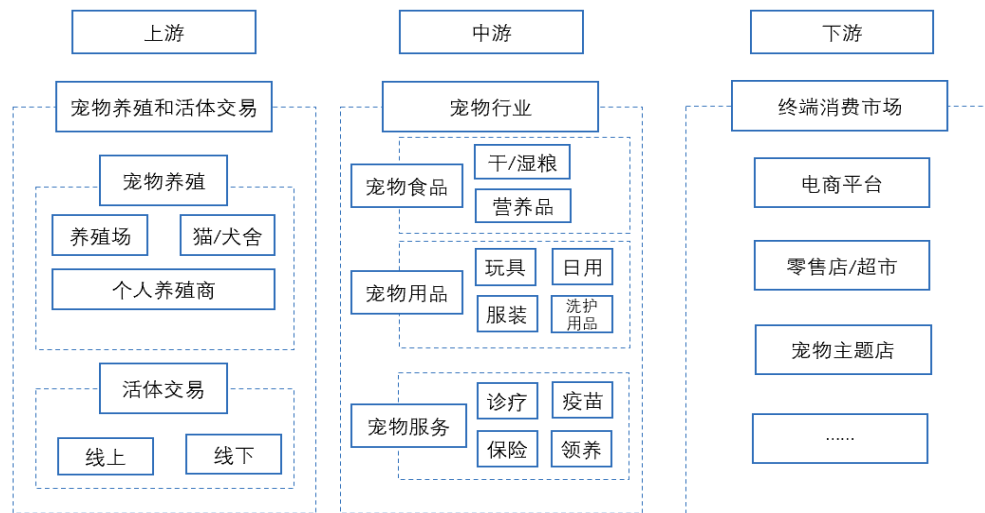 上游
中游
下游
宠物养殖和活体交易
宠物行业
终端消费市场
宠物养殖
养殖场
猫/犬舍
个人养殖商
活体交易
线上
线下
宠物食品
干/湿粮
营养品
宠物用品
玩具
日用
服装
洗护
用品
宠物服务
诊疗
疫苗
保险
领养
电商平台
零售店/超市
宠物主题店
……